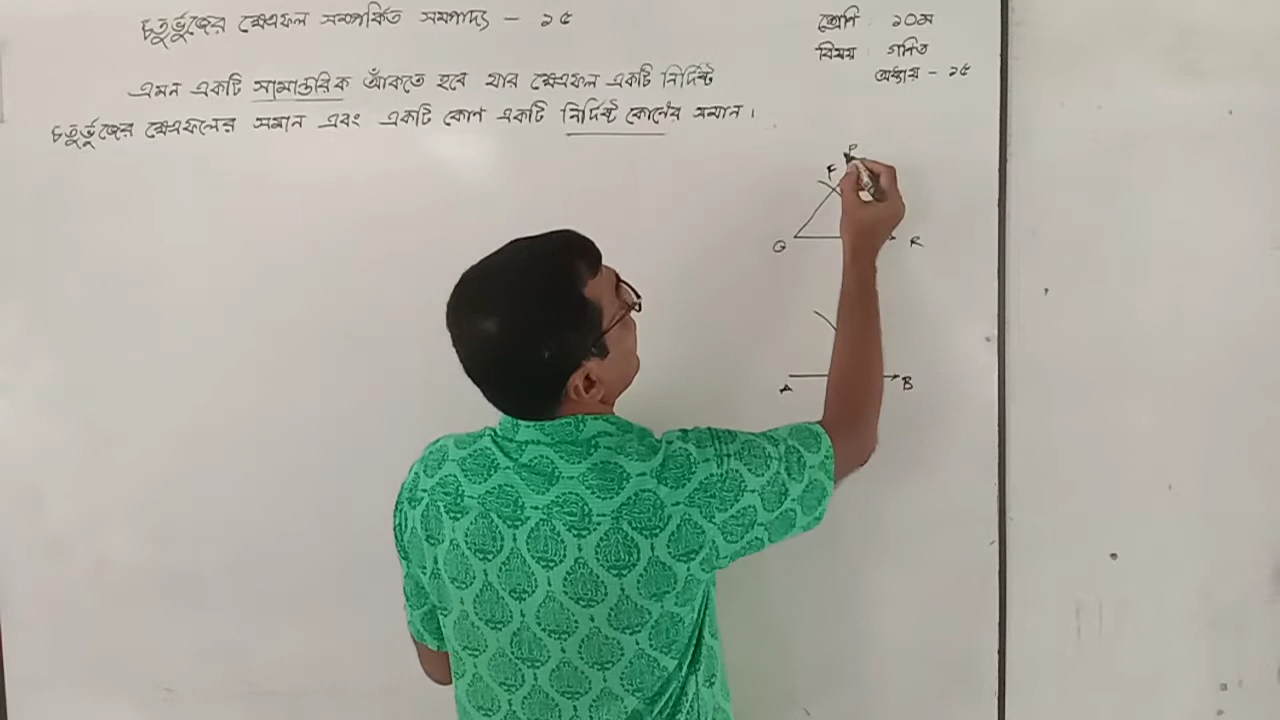 চতুর্ভুজের ক্ষেত্রফল সম্পর্কিত সম্পাদ্য - ১৫
শ্রেণি : ১০ম
বিষয় : গনিত
অধ্যায় - ১৫
এমন একটি সামান্তরিক আঁকতে হবে যার ক্ষেত্রফল একটি নির্দিষ্ট
চতুর্ভুজের ক্ষেত্রফলের সমান এবং একটি কোণ একটি নির্দিষ্ট কোণের সমান।
P
F
Q R
A B